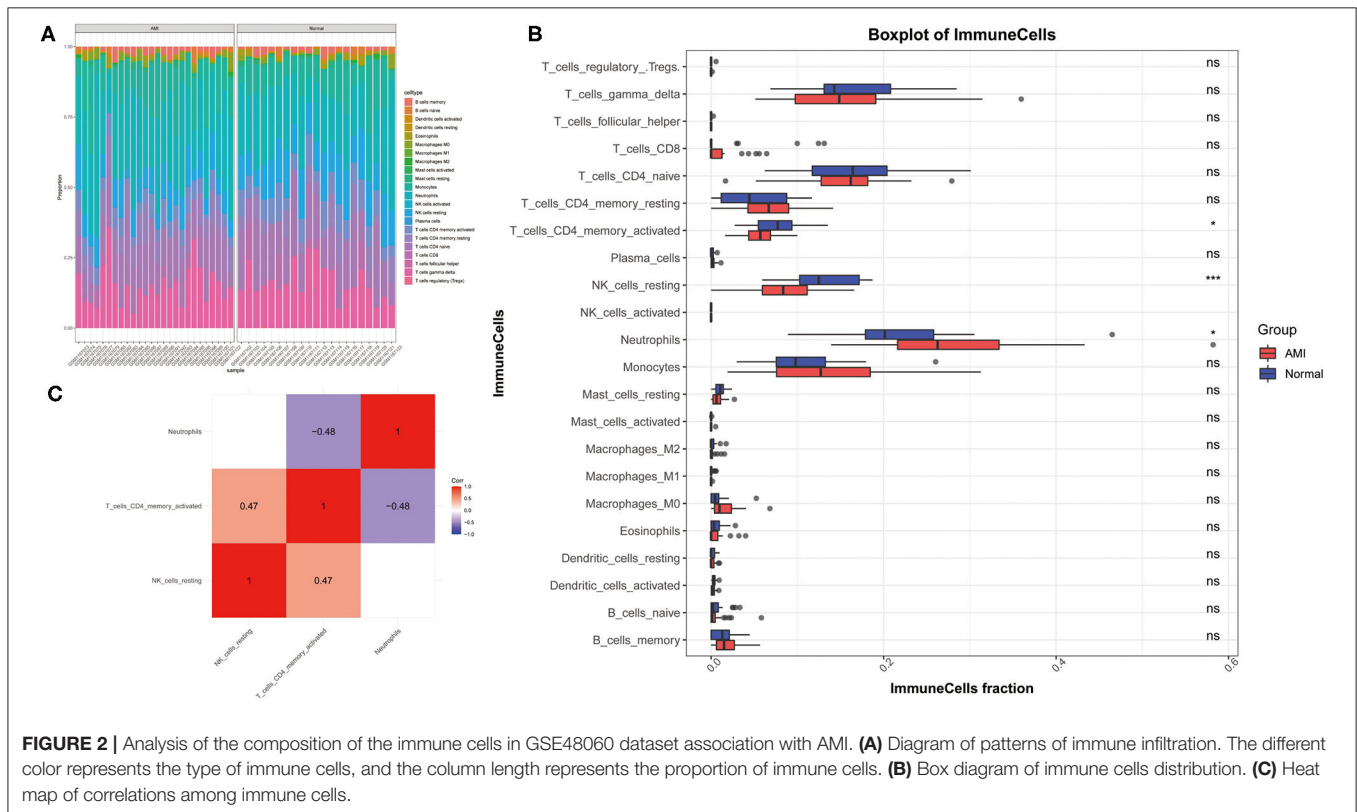 A
AMI
Normal
1.00
0.75
0.50
0.25
0.00
Proportion
sample
celltype
B cells memory
B cells naive
Dendritic cells activated
Dendritic cells resting
Eosinophils
Macrophages M0
Macrophages M1
Macrophages M2
Mast cells activated
Mast cells resting
Monocytes
Neutrophils
NK cells activated
NK cells resting
Plasma cells
T cells CD4 memory activated
T cells CD4 memory resting
T cells CD4 naive
T cells CD8
T cells follicular helper
T cells gamma delta
T cells regulatory (Tregs)
B
Boxplot of ImmuneCells
ImmuneCells
T_cells_regulatory_.Tregs. ns
T_cells_gamma_delta ns
T_cells_follicular_helper ns
T_cells_CD8 ns
T_cells_CD4_naive ns
T_cells_CD4_memory_resting ns
T_cells_CD4_memory_activated *
Plasma_cells ns
NK_cells_resting ***
NK_cells_activated
Neutrophils *
Monocytes ns
Mast_cells_resting ns
Mast_cells_activated ns
Macrophages_M2 ns
Macrophages_M1 ns
Macrophages_M0 ns
Eosinophils ns
Dendritic_cells_resting ns
Dendritic_cells_activated ns
B_cells_naive ns
B_cells_memory ns
0.0 0.2 0.4 0.6
ImmuneCells fraction
Group
AMI
Normal
C
Neutrophils −0.48 1
T_cells_CD4_memory_activated 0.47 1 −0.48
NK_cells_resting 1 0.47
NK_cells_resting T_cells_CD4_memory_activated Neutrophils
Corr
1.0
0.5
0.0
−0.5
−1.0
FIGURE 2 | Analysis of the composition of the immune cells in GSE48060 dataset association with AMI. (A) Diagram of patterns of immune infiltration. The different
color represents the type of immune cells, and the column length represents the proportion of immune cells. (B) Box diagram of immune cells distribution. (C) Heat
map of correlations among immune cells.